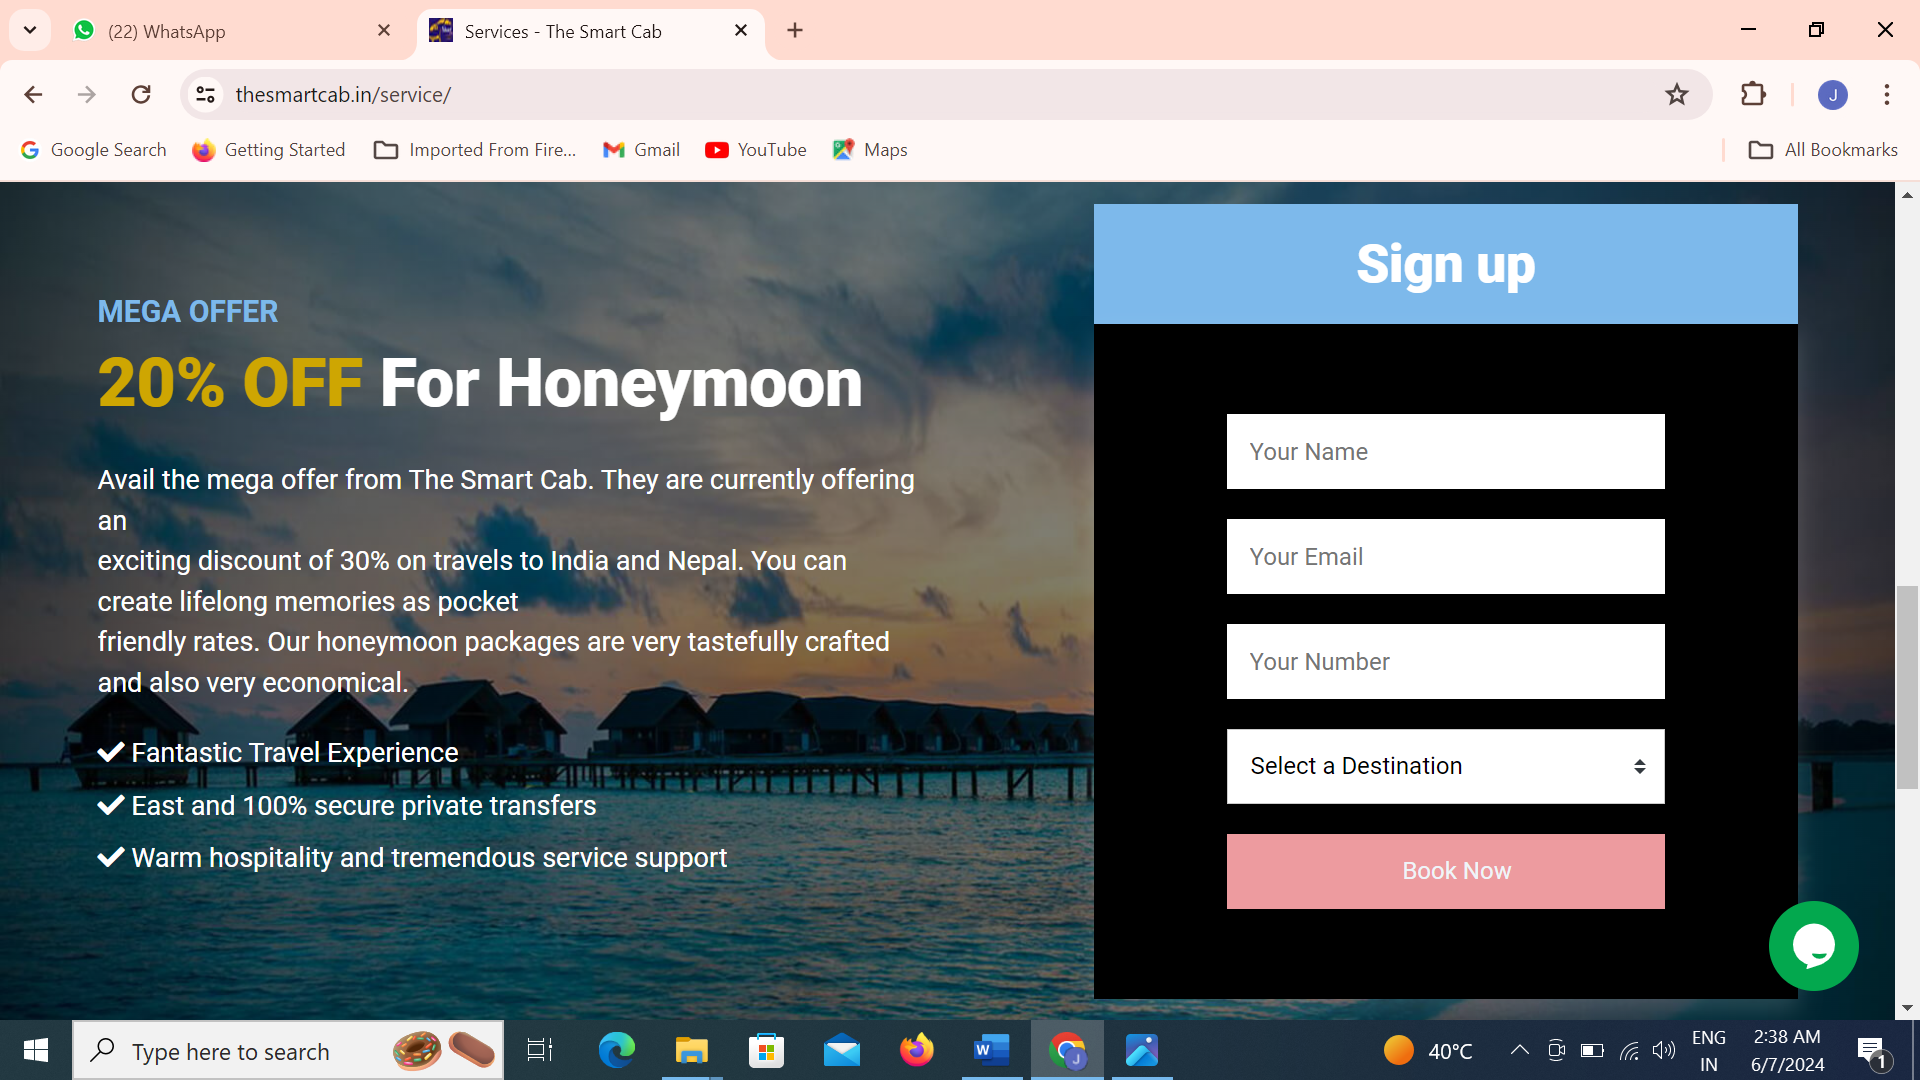 (22) WhatsApp
Services - The Smart Cab
thesmartcab.in/service/
Google Search
Getting Started
Imported From Fire...
Gmail
YouTube
Maps
All Bookmarks
J
MEGA OFFER
20% OFF For Honeymoon
Avail the mega offer from The Smart Cab. They are currently offering
an
exciting discount of 30% on travels to India and Nepal. You can
create lifelong memories as pocket
friendly rates. Our honeymoon packages are very tastefully crafted
and also very economical.
Fantastic Travel Experience
East and 100% secure private transfers
Warm hospitality and tremendous service support
Sign up
Your Name
Your Email
Your Number
Select a Destination
Book Now
Type here to search
W
J
40°C
ENG
IN
2:38 AM
6/7/2024
1